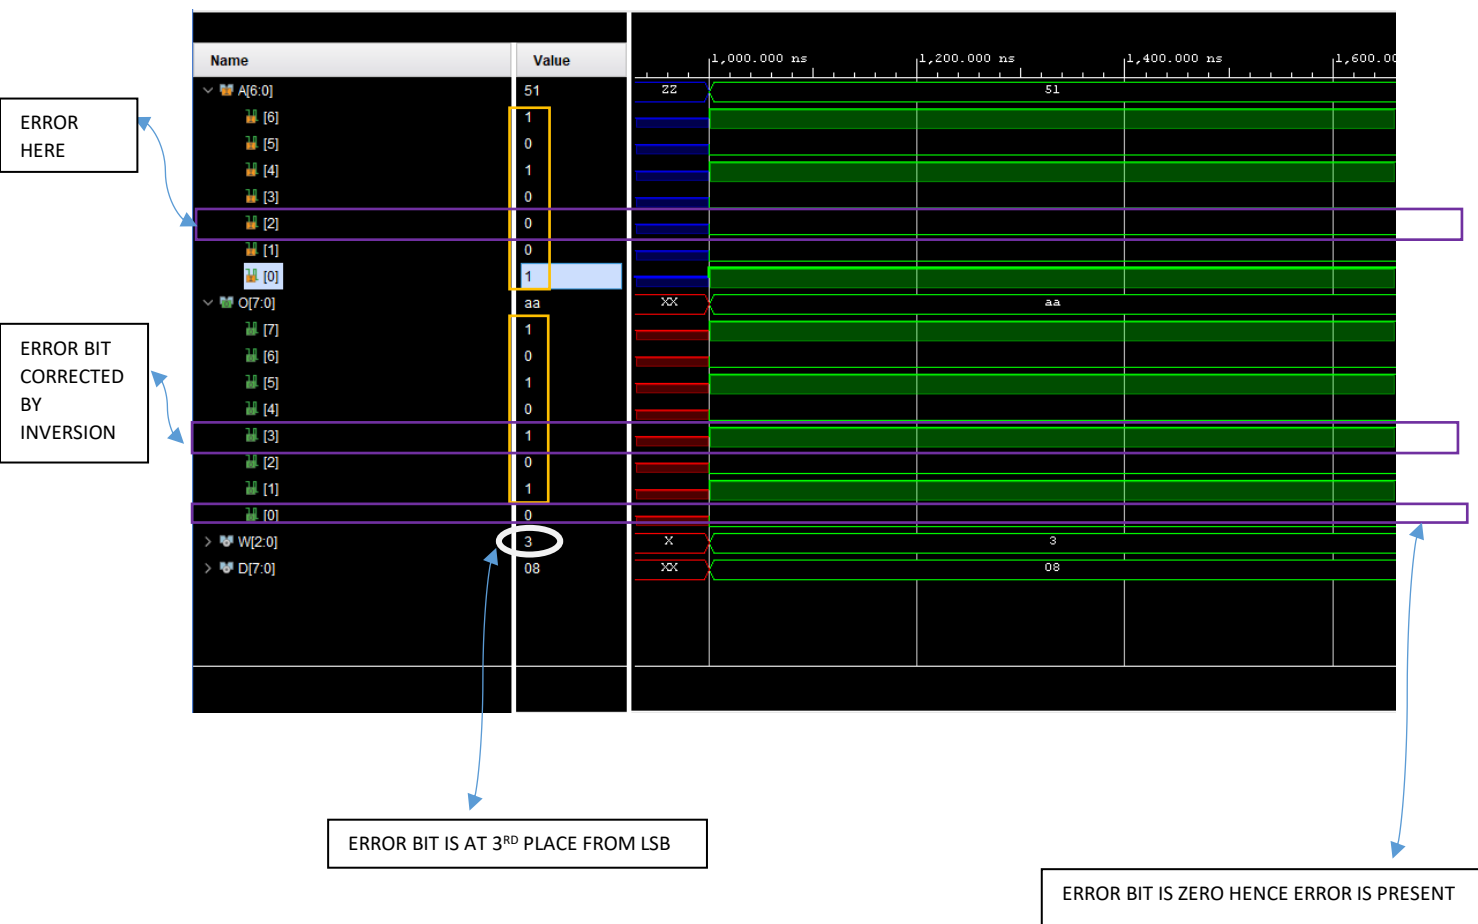 Name Value 1,000.000 ns 1,200.000 ns 1,400.000 ns 1,600.00
A[6:0] 51 ZZ 51
[6] 1
[5] 0
[4] 1
[3] 0
[2] 0
[1] 0
[0] 1
O[7:0] aa XX aa
[7] 1
[6] 0
[5] 1
[4] 0
[3] 1
[2] 0
[1] 1
[0] 0
W[2:0] 3 X 3
D[7:0] 08 XX 08
ERROR
HERE
ERROR BIT
CORRECTED
BY
INVERSION
ERROR BIT IS AT 3RD PLACE FROM LSB
ERROR BIT IS ZERO HENCE ERROR IS PRESENT